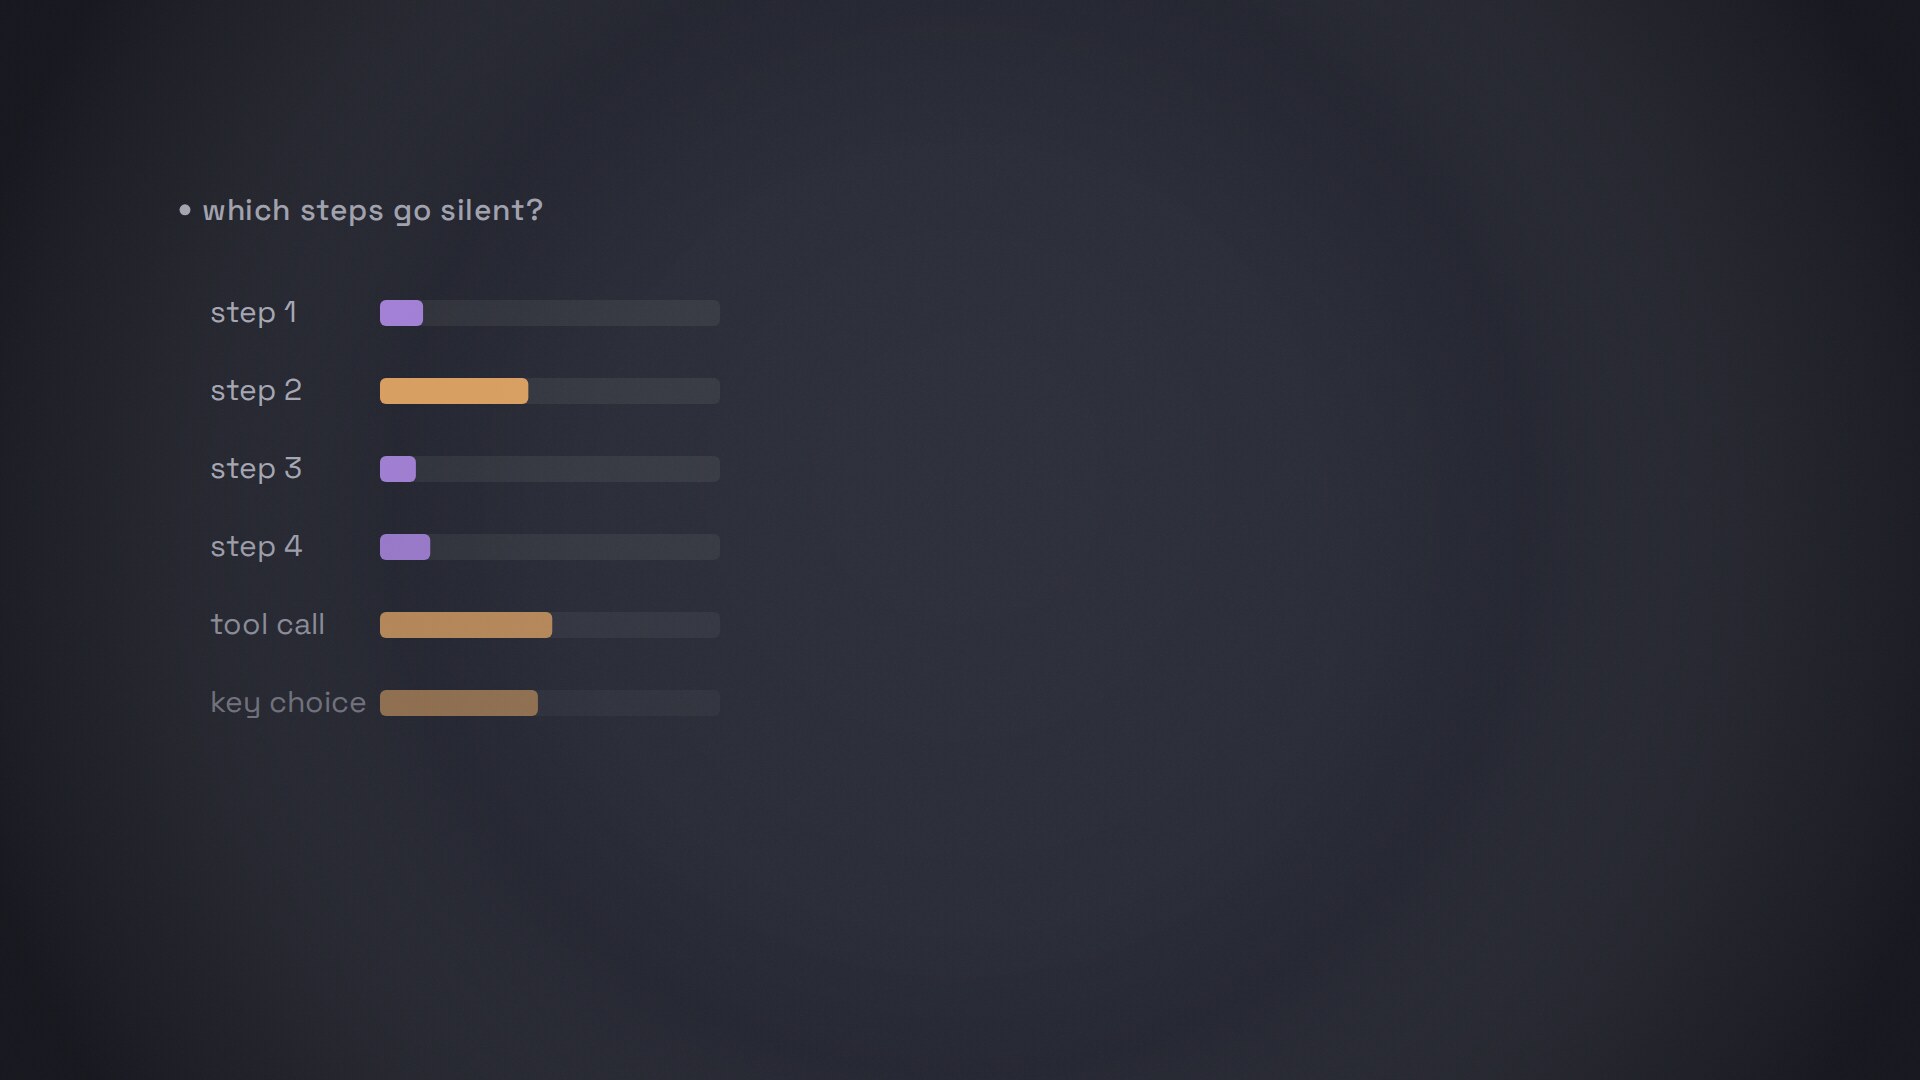 which steps go silent?
step 1
step 2
step 3
step 4
tool call
key choice